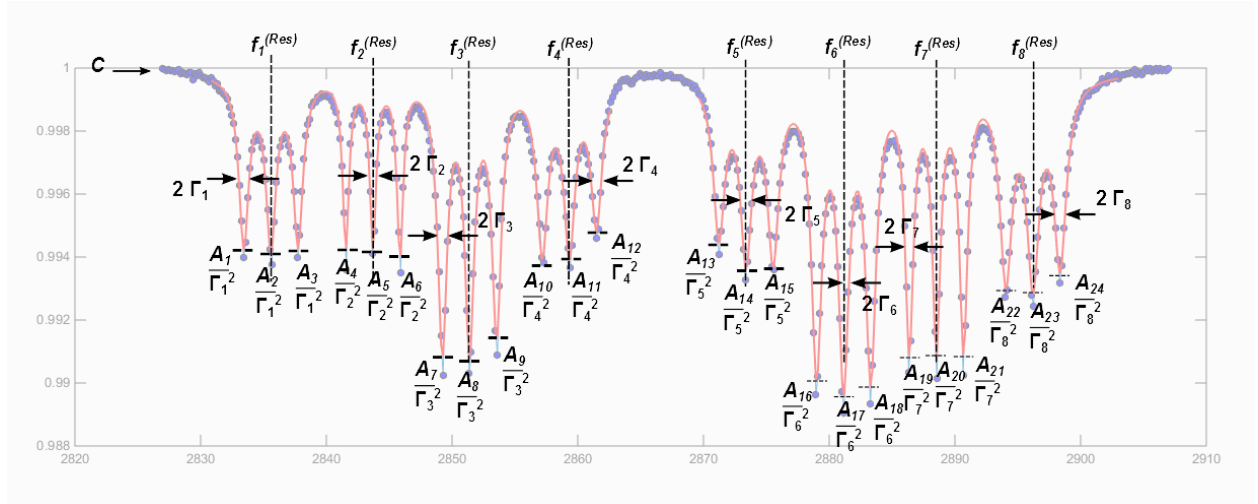 f1(Res) f2(Res) f3(Res) f4(Res) f5(Res) f6(Res) f7(Res) f8(Res)
C
1
0.998
0.996
0.994
0.992
0.99
0.988
2 Γ1
2 Γ2
2 Γ3
2 Γ4
2 Γ5
2 Γ6
2 Γ7
2 Γ8
A1
Γ1²
A2
Γ1²
A3
Γ1²
A4
Γ2²
A5
Γ2²
A6
Γ2²
A7
Γ3²
A8
Γ3²
A9
Γ3²
A10
Γ4²
A11
Γ4²
A12
Γ4²
A13
Γ5²
A14
Γ5²
A15
Γ5²
A16
Γ6²
A17
Γ6²
A18
Γ6²
A19
Γ7²
A20
Γ7²
A21
Γ7²
A22
Γ8²
A23
Γ8²
A24
Γ8²
2820 2830 2840 2850 2860 2870 2880 2890 2900 2910